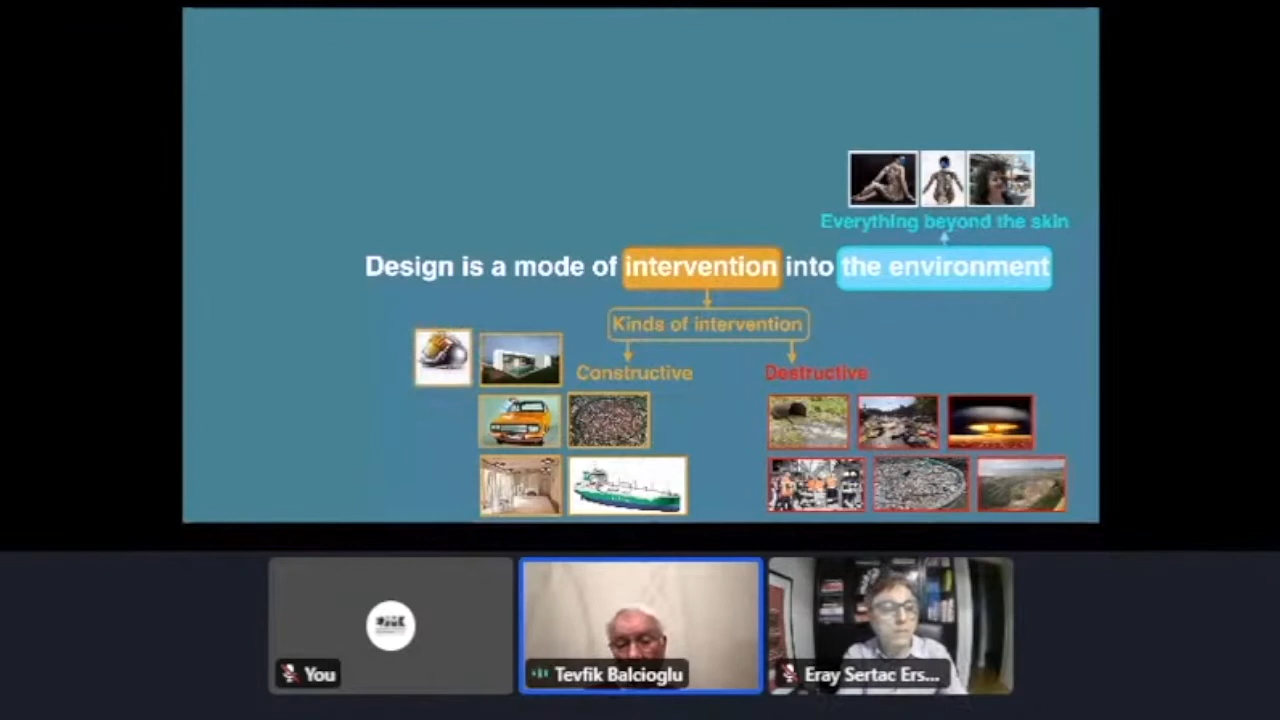 Everything beyond the skin
Design is a mode of intervention into the environment
Kinds of intervention
Constructive
Destructive
You
Tevfik Balcioglu
Eray Sertac Ers...